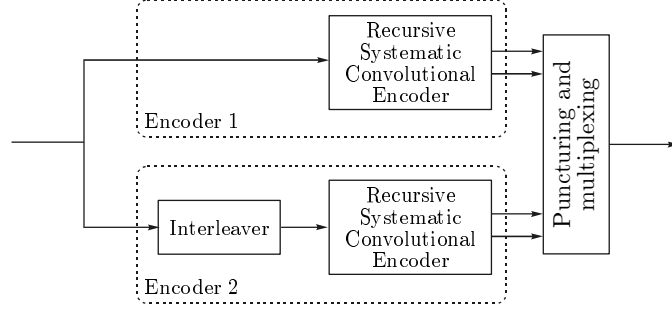 Recursive
Systematic
Convolutional
Encoder
Encoder 1
Puncturing and
multiplexing
Interleaver
Recursive
Systematic
Convolutional
Encoder
Encoder 2